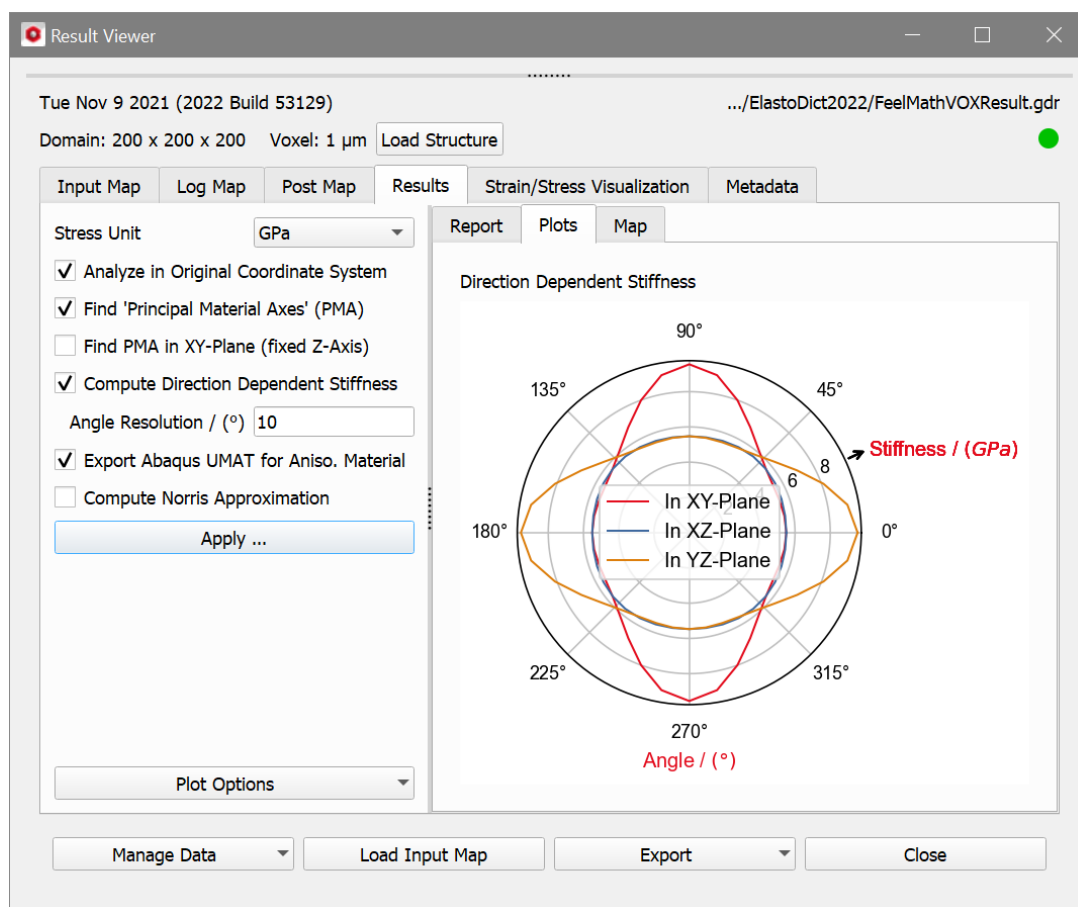 Result Viewer
Tue Nov 9 2021 (2022 Build 53129) .../ElastoDict2022/FeelMathVOXResult.gdr
Domain: 200 x 200 x 200 Voxel: 1 µm Load Structure
Input Map Log Map Post Map Results Strain/Stress Visualization Metadata
Stress Unit GPa
Analyze in Original Coordinate System
Find 'Principal Material Axes' (PMA)
Find PMA in XY-Plane (fixed Z-Axis)
Compute Direction Dependent Stiffness
Angle Resolution / (°) 10
Export Abaqus UMAT for Aniso. Material
Compute Norris Approximation
Apply ...
Plot Options
Report Plots Map
Direction Dependent Stiffness
90°
135° 45°
Stiffness / (GPa)
8
6
4
2
In XY-Plane
180° In XZ-Plane 0°
In YZ-Plane
225° 315°
270°
Angle / (°)
Manage Data Load Input Map Export Close